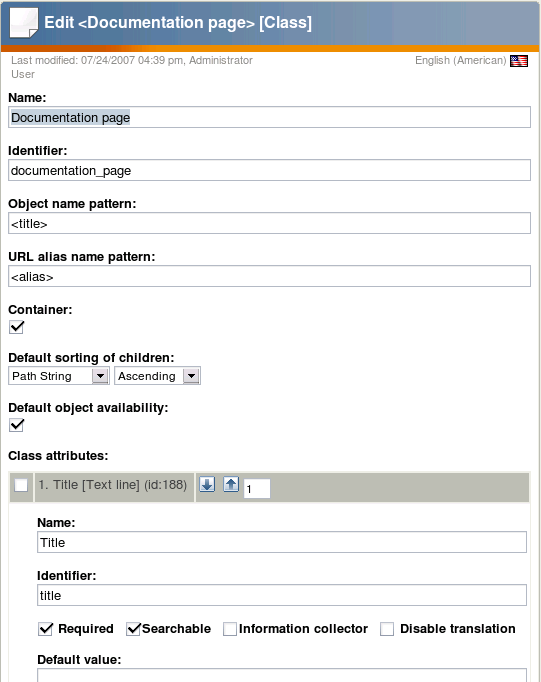 Edit <Documentation page> [Class]
Last modified: 07/24/2007 04:39 pm, Administrator User
English (American)
Name:
Documentation page
Identifier:
documentation_page
Object name pattern:
<title>
URL alias name pattern:
<alias>
Container:
Default sorting of children:
Path String Ascending
Default object availability:
Class attributes:
1. Title [Text line] (id:188) 1
Name:
Title
Identifier:
title
Required Searchable Information collector Disable translation
Default value: